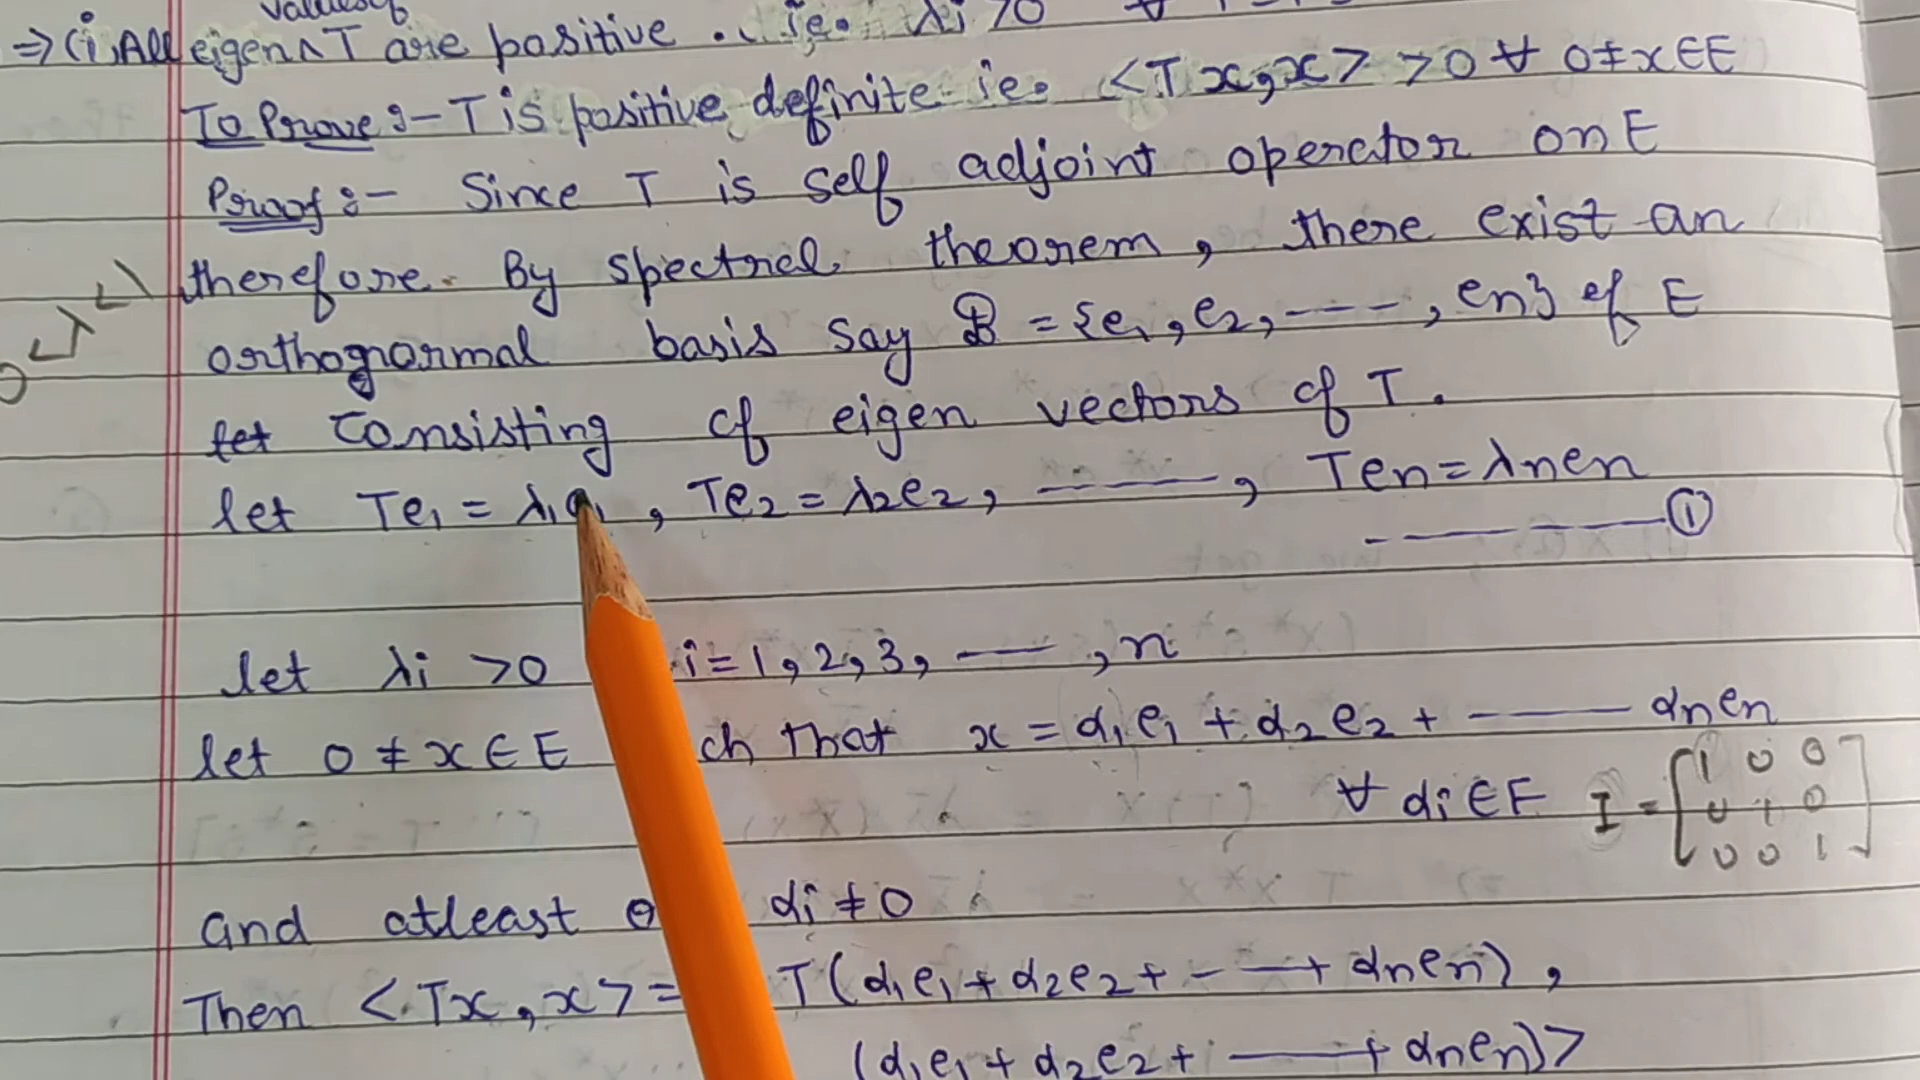 values of
⇒ (i) All eigen ∧ T are positive . ie. λi > 0 ∀
To Prove :- T is positive definite ie. <Tx, x> > 0 ∀ 0 ≠ x ∈ E
Proof :- Since T is self adjoint operator on E
therefore. By spectral theorem, there exist an
orthognormal basis say B = {e₁, e₂, ----, en} of E
let consisting of eigen vectors of T.
let Te₁ = λ₁e₁, Te₂ = λ₂e₂, ----, Ten = λnen
---- ①
let λi > 0 i = 1, 2, 3, ---, n
let 0 ≠ x ∈ E ch that x = α₁e₁ + α₂e₂ + ---- αnen
∀ αi ∈ F I = [1 0 0
0 1 0
0 0 1]
and atleast αi ≠ 0
Then <Tx, x> = T(α₁e₁ + α₂e₂ + ---+ αnen),
(α₁e₁ + α₂e₂ + ----+ αnen)>